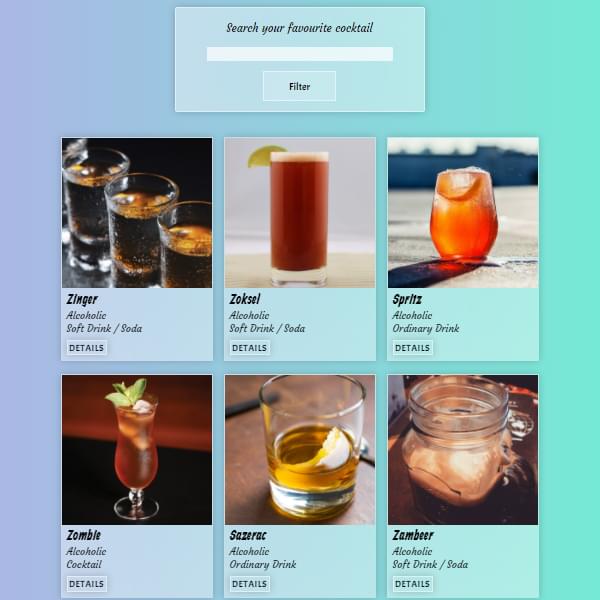 Search your favourite cocktail
Filter
Zinger
Alcoholic
Soft Drink / Soda
DETAILS
Zoksel
Alcoholic
Soft Drink / Soda
DETAILS
Spritz
Alcoholic
Ordinary Drink
DETAILS
Zombie
Alcoholic
Cocktail
DETAILS
Sazerac
Alcoholic
Ordinary Drink
DETAILS
Zambeer
Alcoholic
Soft Drink / Soda
DETAILS